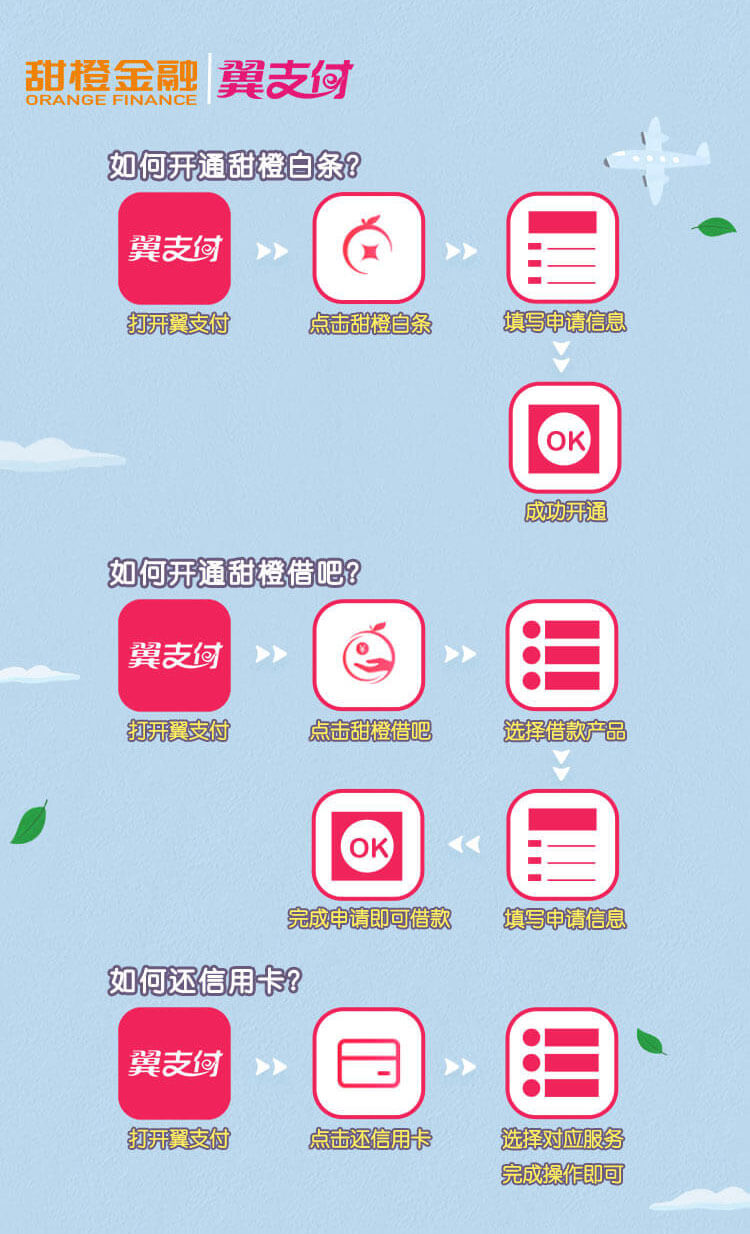 甜橙金融 翼支付
ORANGE FINANCE
如何开通甜橙白条?
翼支付
打开翼支付 点击甜橙白条 填写申请信息
OK
成功开通
如何开通甜橙借吧?
翼支付
¥
打开翼支付 点击甜橙借吧 选择借款产品
OK
完成申请即可借款 填写申请信息
如何还信用卡?
翼支付
打开翼支付 点击还信用卡 选择对应服务
完成操作即可